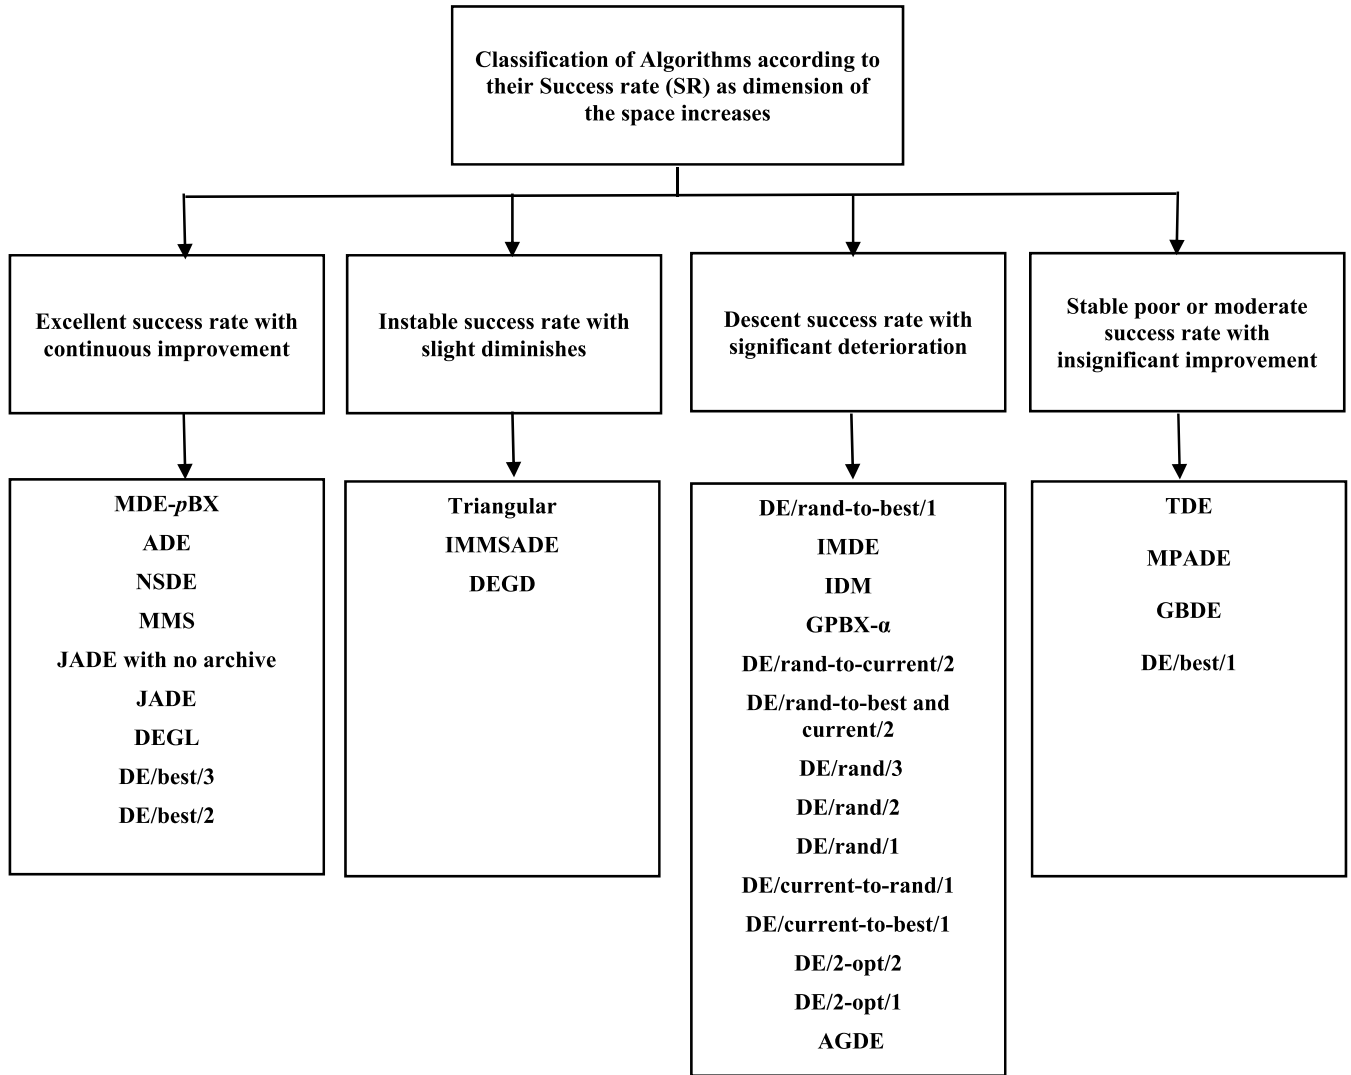 Classification of Algorithms according to
their Success rate (SR) as dimension of
the space increases
Excellent success rate with
continuous improvement
Instable success rate with
slight diminishes
Descent success rate with
significant deterioration
Stable poor or moderate
success rate with
insignificant improvement
MDE-pBX
ADE
NSDE
MMS
JADE with no archive
JADE
DEGL
DE/best/3
DE/best/2
Triangular
IMMSADE
DEGD
DE/rand-to-best/1
IMDE
IDM
GPBX-α
DE/rand-to-current/2
DE/rand-to-best and
current/2
DE/rand/3
DE/rand/2
DE/rand/1
DE/current-to-rand/1
DE/current-to-best/1
DE/2-opt/2
DE/2-opt/1
AGDE
TDE
MPADE
GBDE
DE/best/1